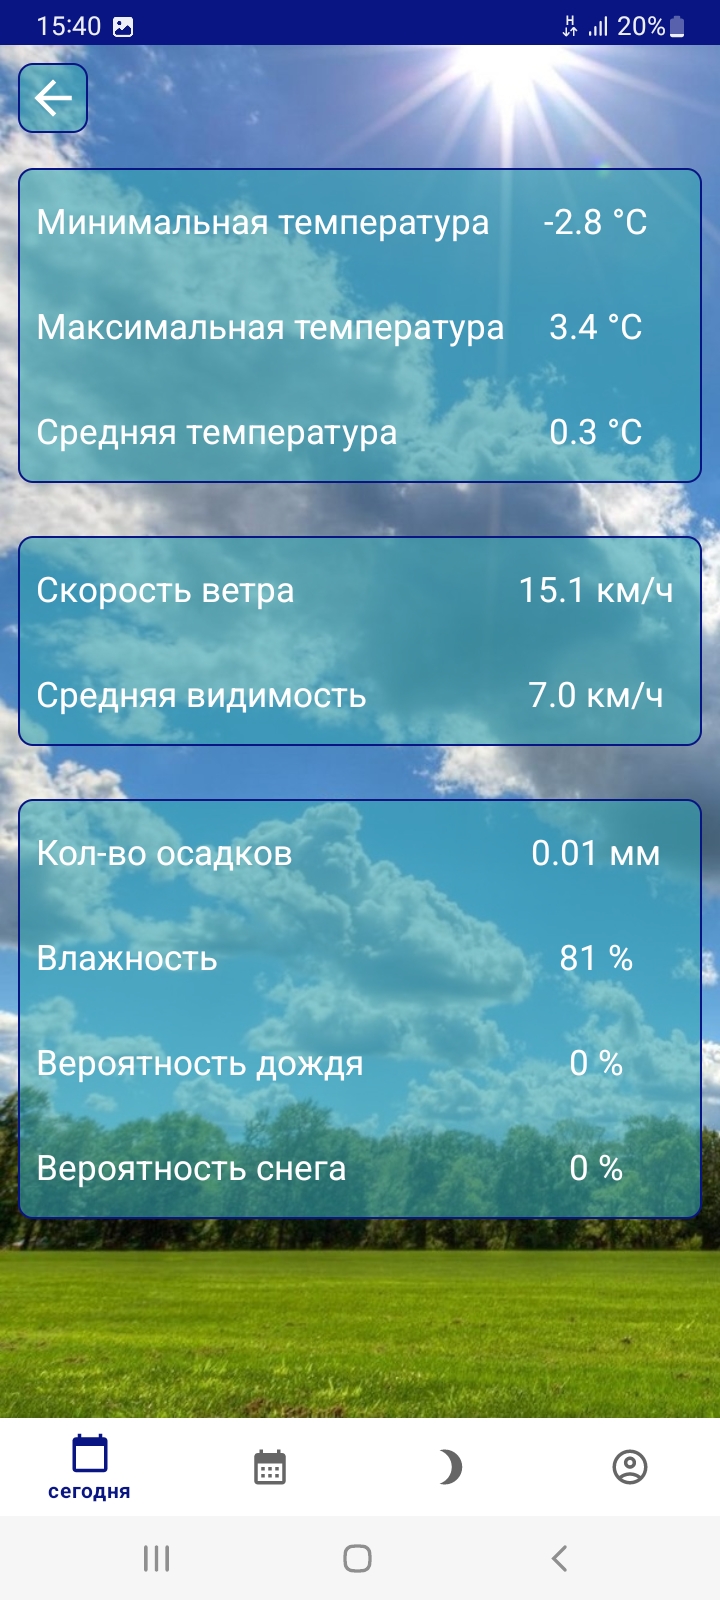 15:40 H 20%
Минимальная температура -2.8 °C
Максимальная температура 3.4 °C
Средняя температура 0.3 °C
Скорость ветра 15.1 км/ч
Средняя видимость 7.0 км/ч
Кол-во осадков 0.01 мм
Влажность 81 %
Вероятность дождя 0 %
Вероятность снега 0 %
сегодня